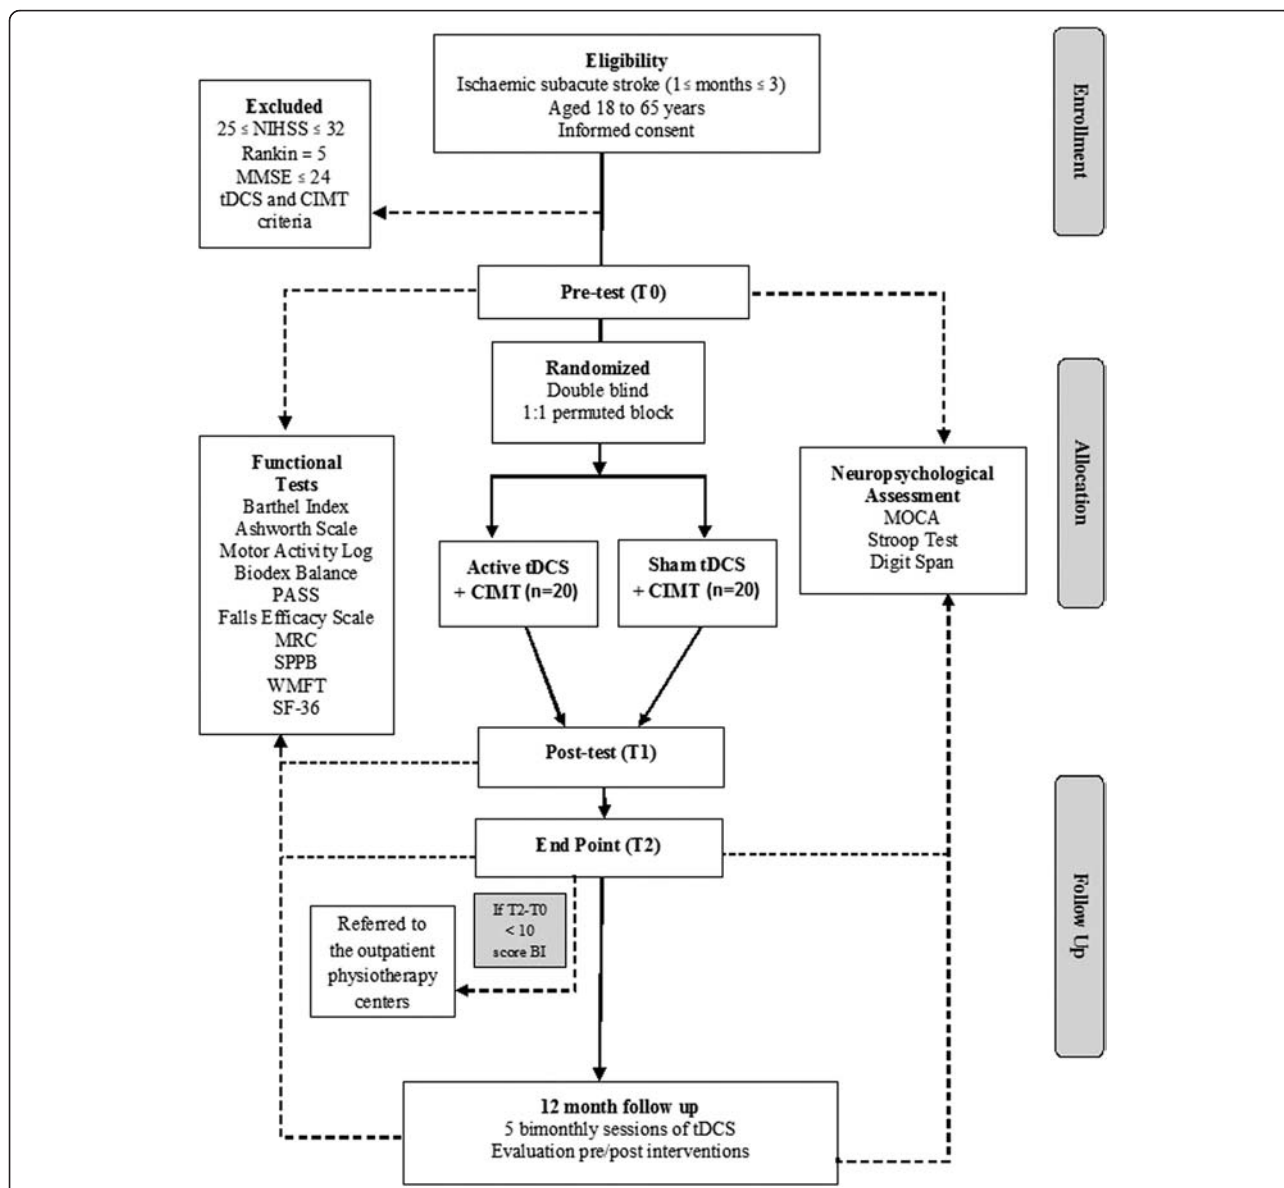 Eligibility
Ischaemic subacute stroke (1≤ months ≤ 3)
Aged 18 to 65 years
Informed consent
Enrollment
Excluded
25 ≤ NIHSS ≤ 32
Rankin = 5
MMSE ≤ 24
tDCS and CIMT
criteria
Pre-test (T0)
Randomized
Double blind
1:1 permuted block
Allocation
Functional
Tests
Barthel Index
Ashworth Scale
Motor Activity Log
Biodex Balance
PASS
Falls Efficacy Scale
MRC
SPPB
WMFT
SF-36
Neuropsychological
Assessment
MOCA
Stroop Test
Digit Span
Active tDCS
+ CIMT (n=20)
Sham tDCS
+ CIMT (n=20)
Post-test (T1)
End Point (T2)
Follow Up
If T2-T0
< 10
score BI
Referred to
the outpatient
physiotherapy
centers
12 month follow up
5 bimonthly sessions of tDCS
Evaluation pre/post interventions